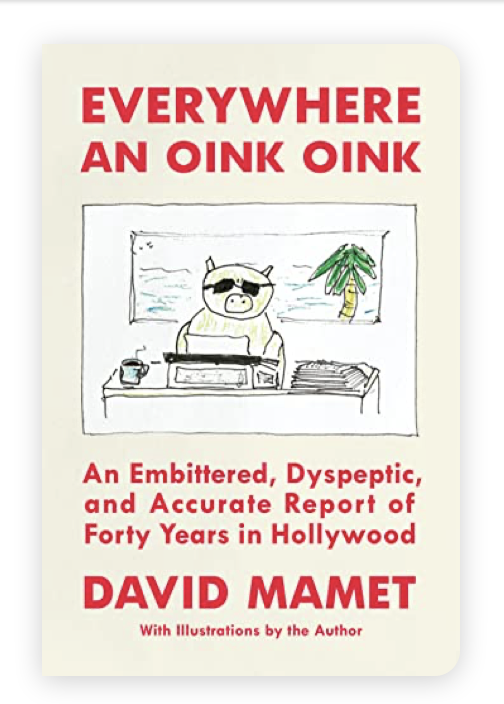 EVERYWHERE
AN OINK OINK
An Embittered, Dyspeptic,
and Accurate Report of
Forty Years in Hollywood
DAVID MAMET
With Illustrations by the Author